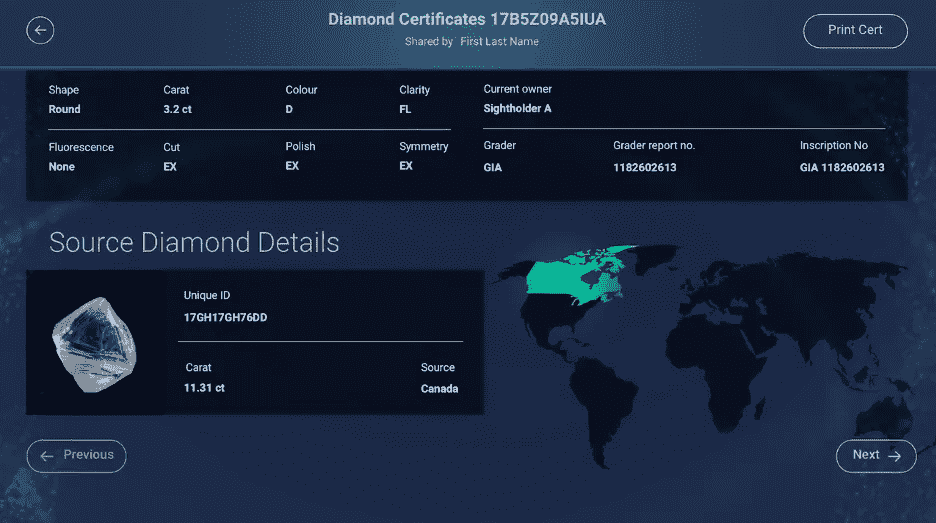 Diamond Certificates 17B5Z09A5IUA
Shared by First Last Name
Print Cert
Shape Carat Colour Clarity
Round 3.2 ct D FL
Fluorescence Cut Polish Symmetry
None EX EX EX
Current owner
Sightholder A
Grader Grader report no. Inscription No
GIA 1182602613 GIA 1182602613
Source Diamond Details
Unique ID
17GH17GH76DD
Carat Source
11.31 ct Canada
Previous
Next